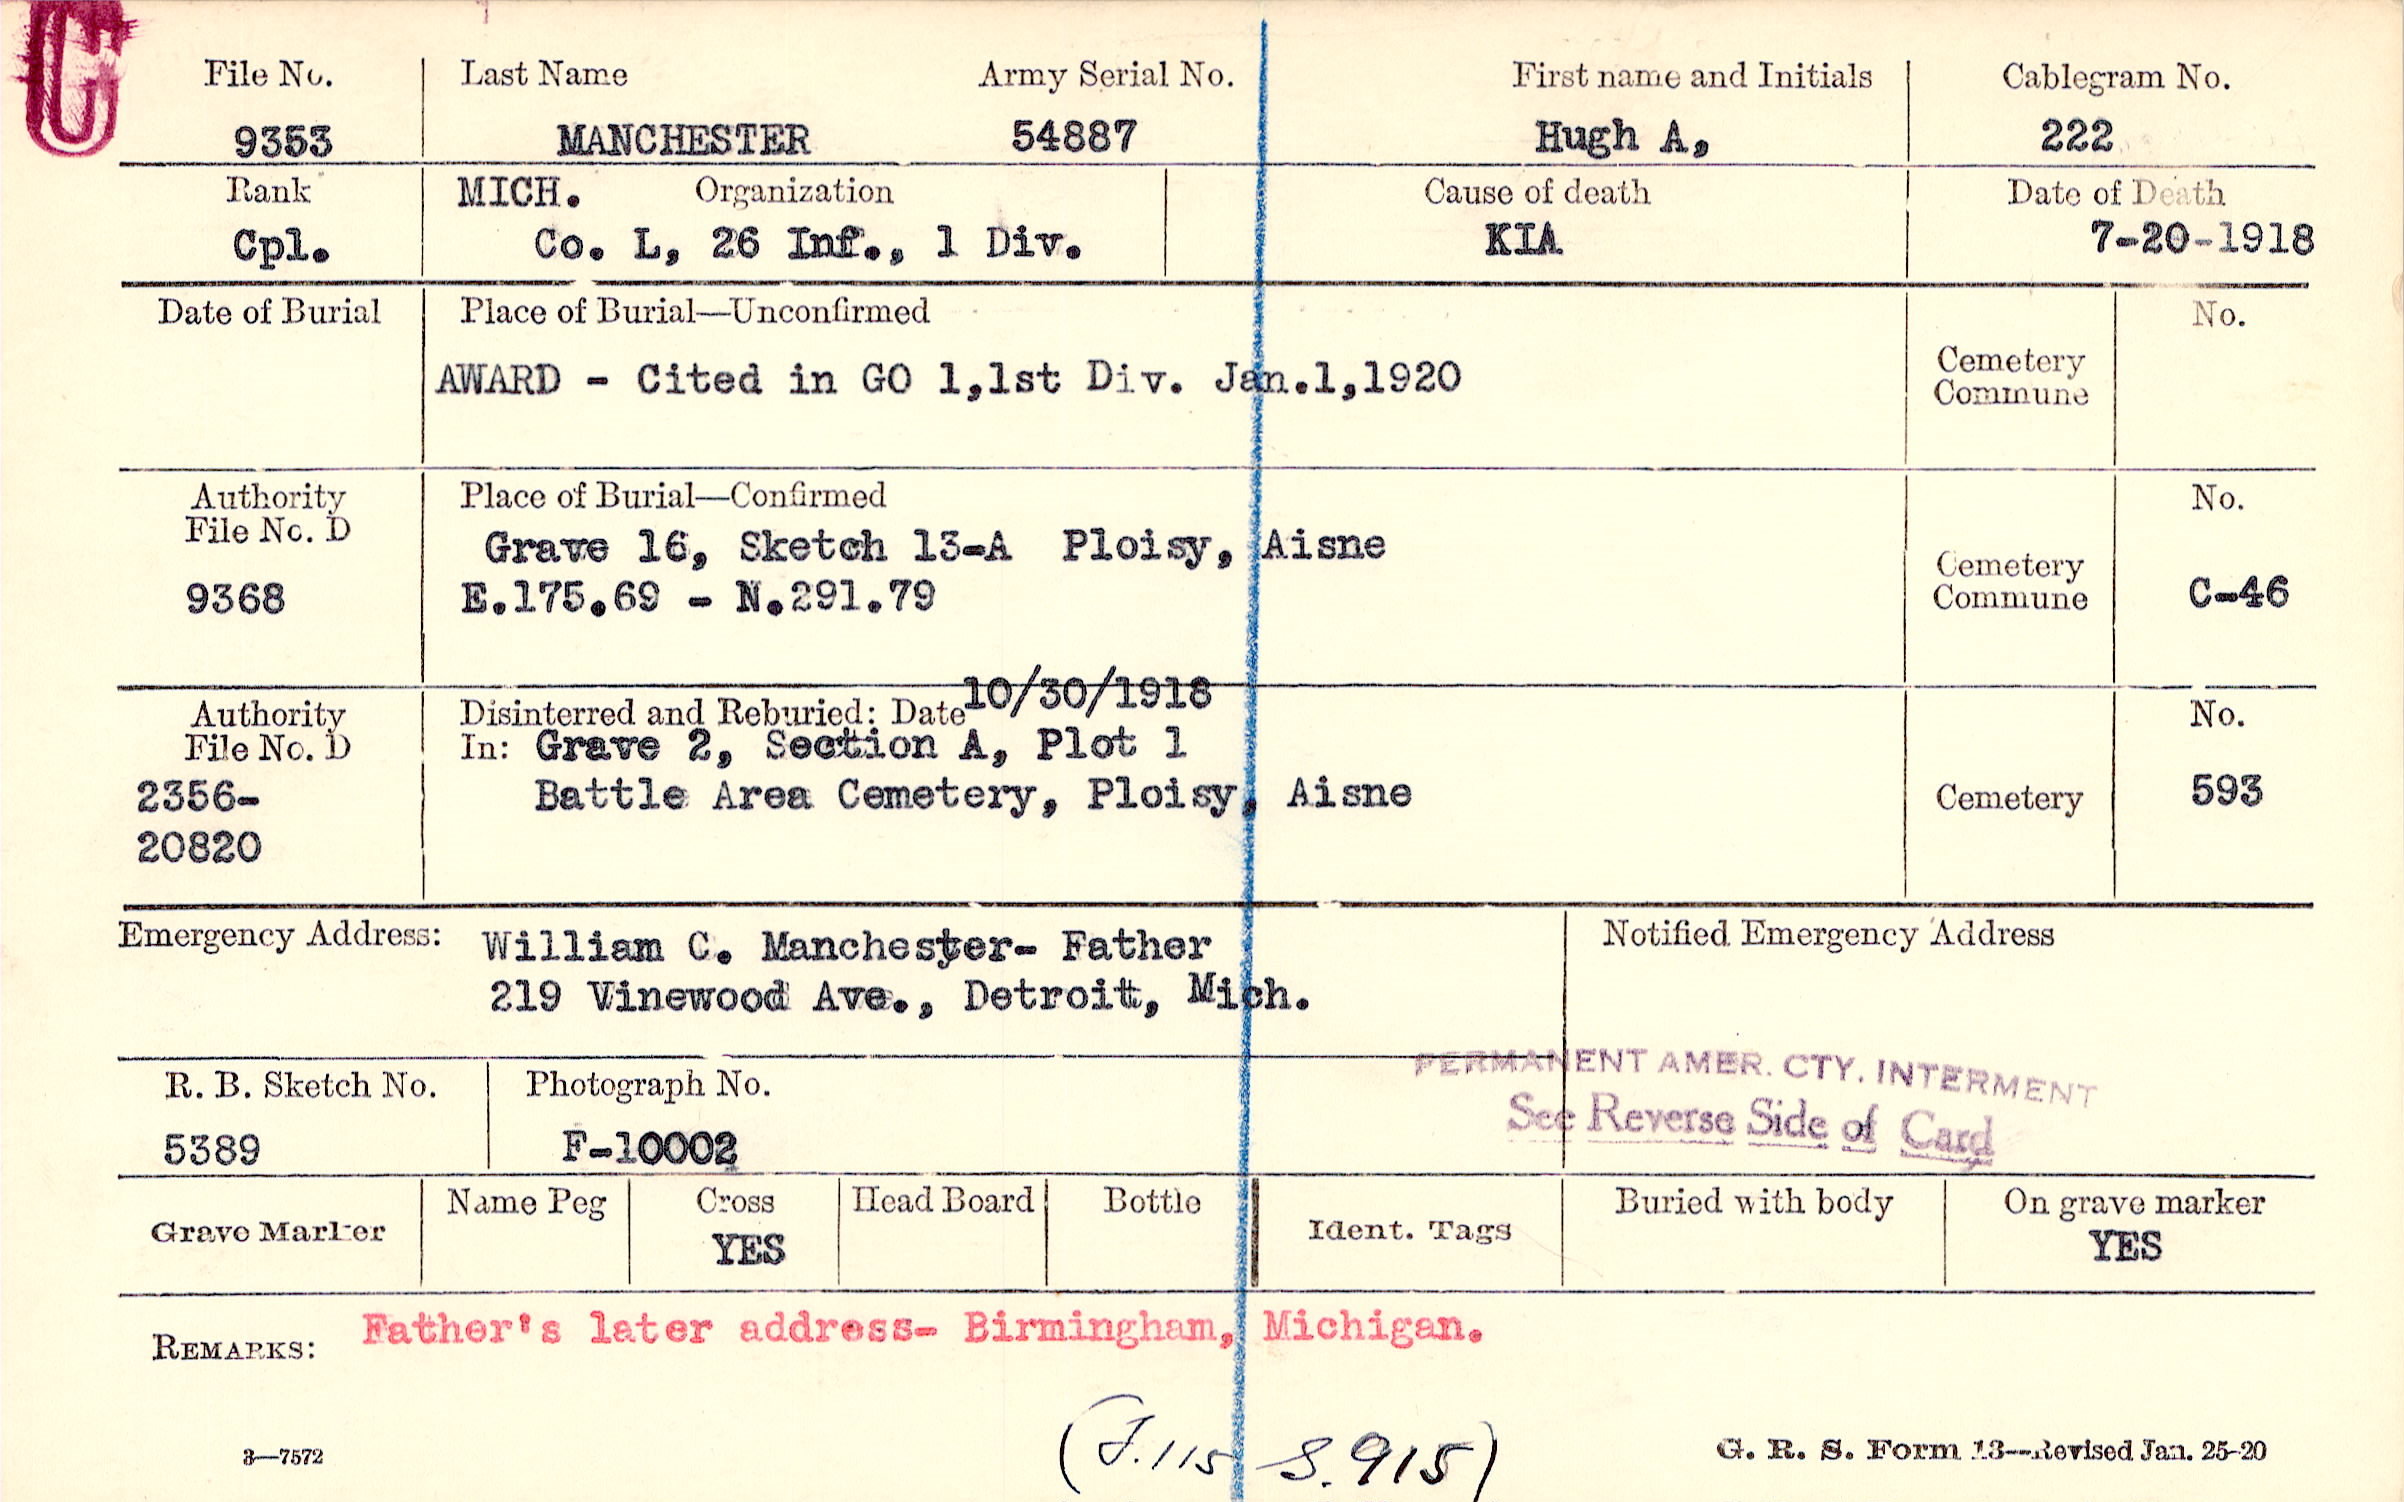 C
File No. Last Name Army Serial No. First name and Initials Cablegram No.
9353 MANCHESTER 54887 Hugh A, 222
Rank MICH. Organization Cause of death Date of Death
Cpl. Co. L, 26 Inf., 1 Div. KIA 7-20-1918
Date of Burial Place of Burial—Unconfirmed No.
Cemetery
Commune
AWARD - Cited in GO 1,1st Div. Jan.1,1920
Authority Place of Burial—Confirmed No.
File No. D
Grave 16, Sketch 13-A Ploisy, Aisne
9368 E.175.69 - N.291.79
Cemetery
Commune C-46
Authority Disinterred and Reburied: Date 10/30/1918 No.
File No. D In: Grave 2, Section A, Plot 1
2356- Battle Area Cemetery, Ploisy, Aisne Cemetery 593
20820
Emergency Address: William C. Manchester- Father Notified Emergency Address
219 Vinewood Ave., Detroit, Mich.
PERMANENT AMER. CTY. INTERMENT
See Reverse Side of Card
R. B. Sketch No. Photograph No.
5389 F-10002
Grave Marker Name Peg Cross Head Board Bottle Ident. Tags Buried with body On grave marker
YES YES
REMARKS: Father's later address- Birmingham, Michigan.
(J.115 S.915)
3—7572 G. R. S. Form 13—Revised Jan. 25-20